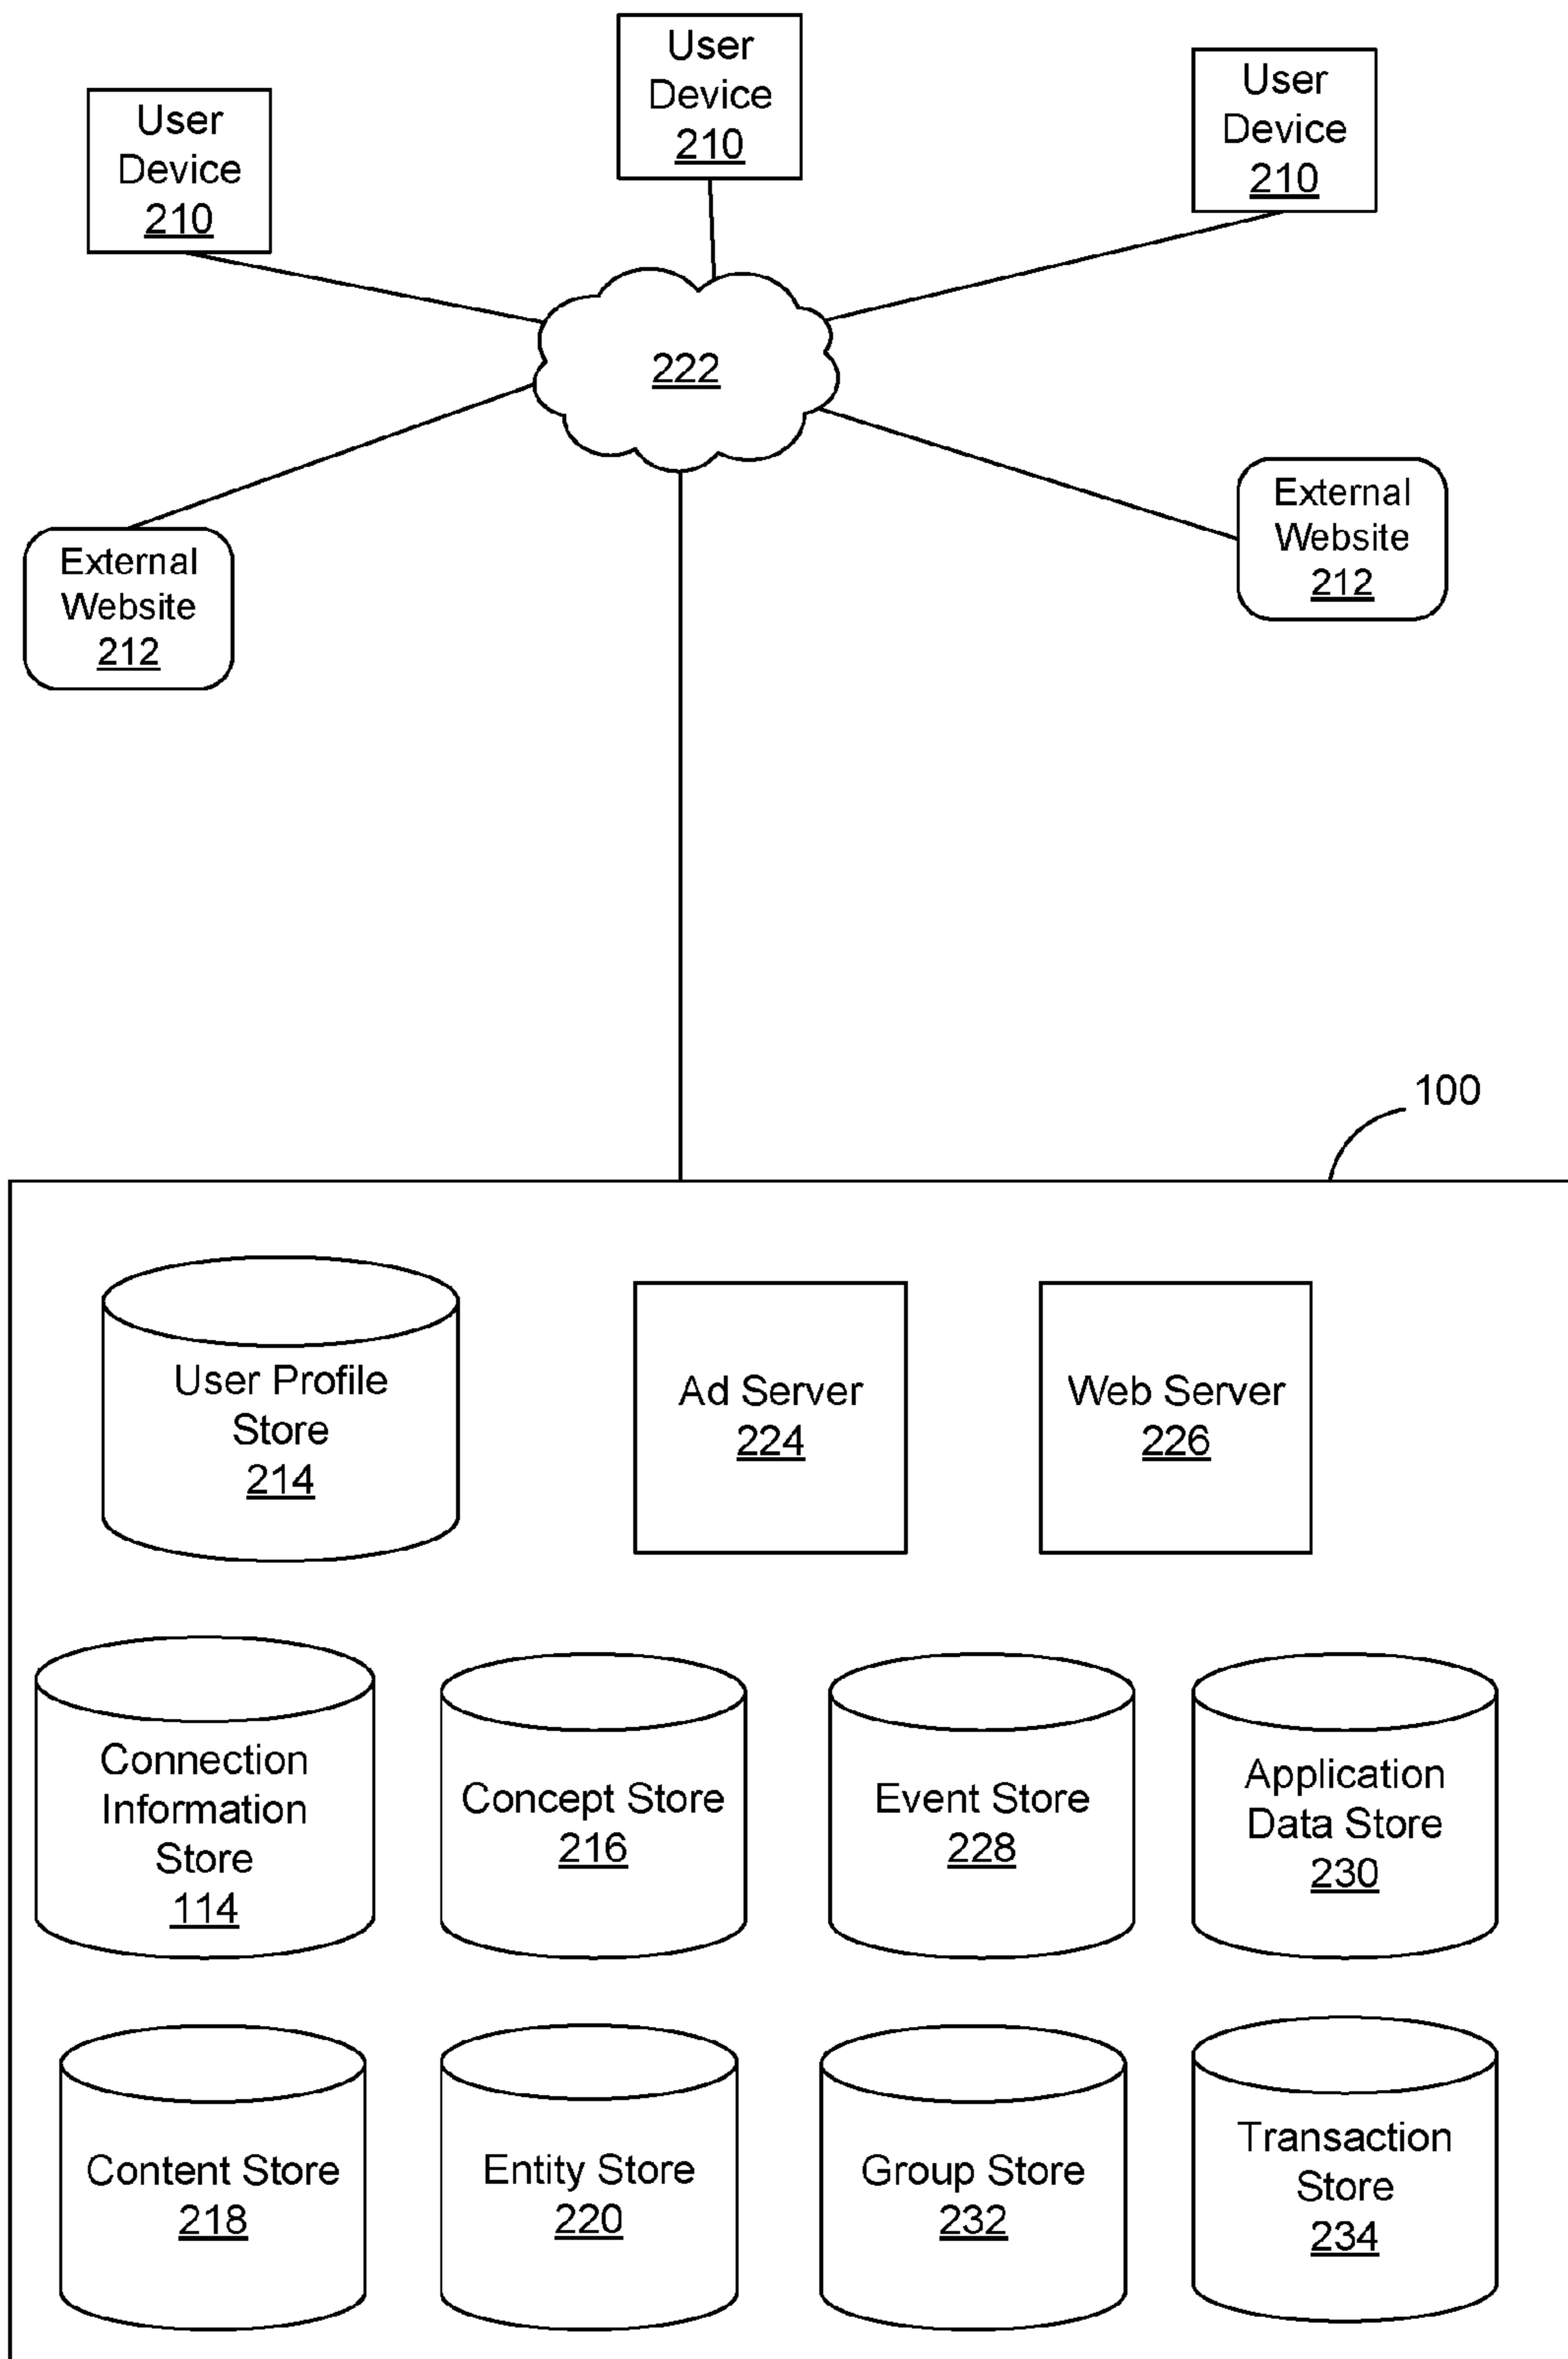 User
Device
210
User
Device
210
User
Device
210
222
External
Website
212
External
Website
212
100
User Profile
Store
214
Ad Server
224
Web Server
226
Connection
Information
Store
114
Concept Store
216
Event Store
228
Application
Data Store
230
Content Store
218
Entity Store
220
Group Store
232
Transaction
Store
234